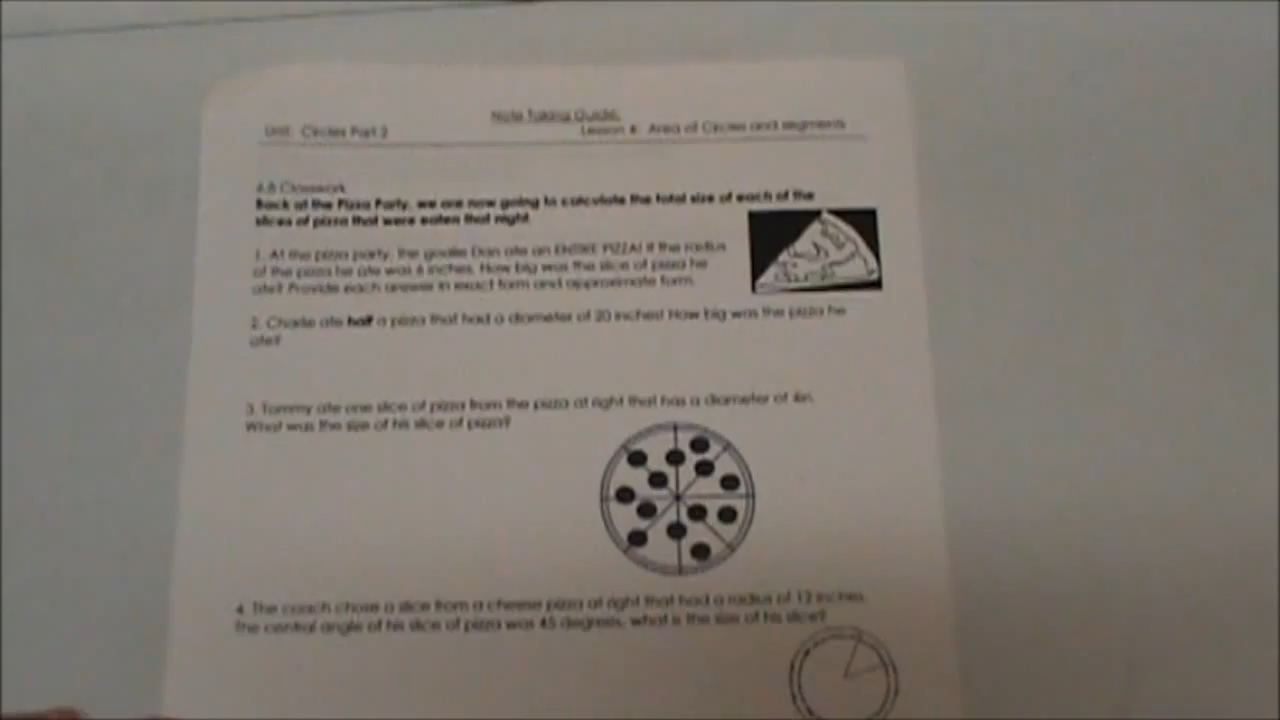 Note Taking Guide:
Unit: Circles Part 2 Lesson Area of Circles and segments
Classwork
Back at the Pizza Party, we are now going to calculate the total size of each of the
slices of pizza that were eaten that night.
1. At the pizza party, the goalie Dan ate an ENTIRE PIZZA! If the radius
of the pizza he ate was 6 inches. How big was the slice of pizza he
ate? Provide each answer in exact form and approximate form.
2. Charlie ate half a pizza that had a diameter of 20 inches! How big was the pizza he
ate?
3. Tommy ate one slice of pizza from the pizza at right that has a diameter of
What was the size of his slice of pizza?
4. The coach chose a slice from a cheese pizza at right that had a radius of 12 inches.
The central angle of his slice of pizza was 45 degrees, what is the size of his slice?